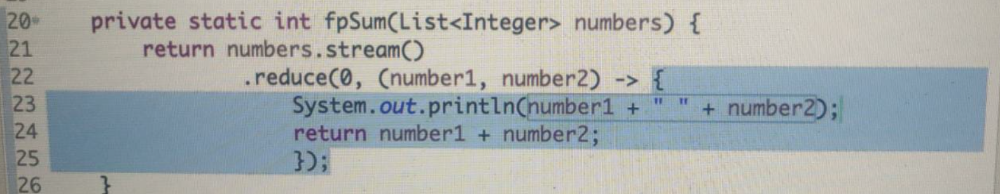 20 private static int fpSum(List<Integer> numbers) {
21 return numbers.stream()
22 .reduce(0, (number1, number2) -> {
23 System.out.println(number1 + " " + number2);
24 return number1 + number2;
25 });
26 }